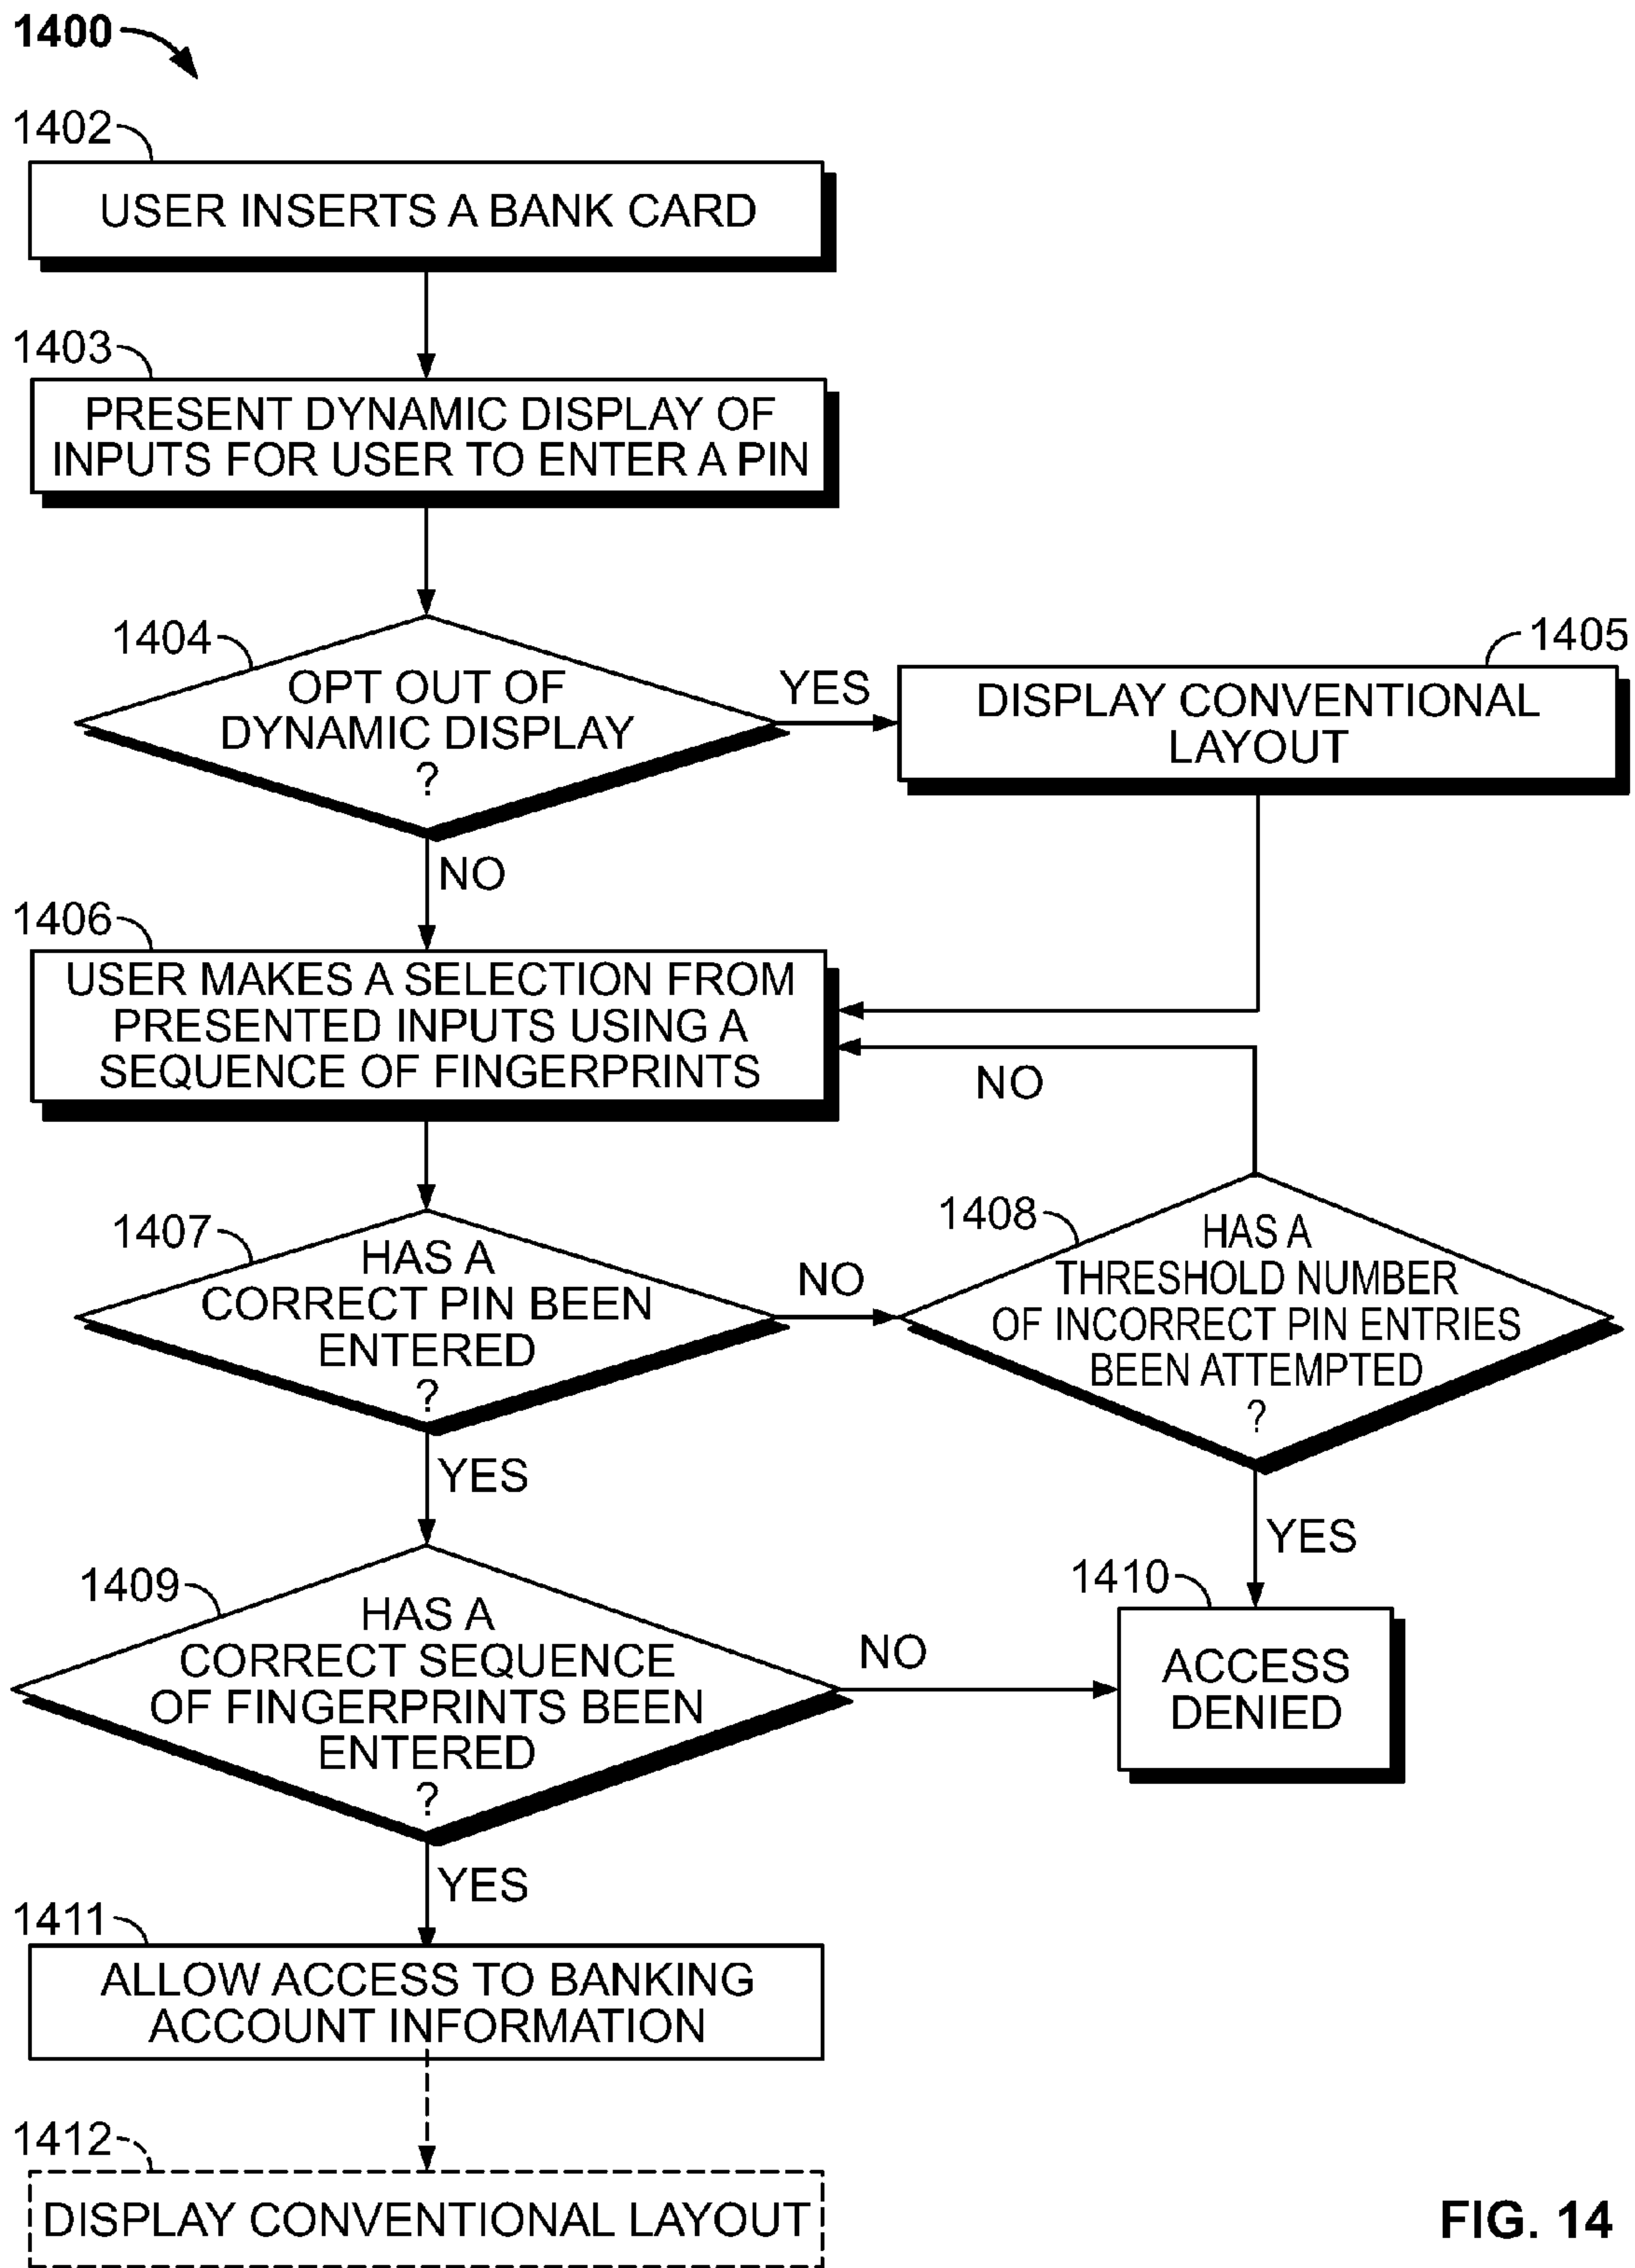 1400
1402
USER INSERTS A BANK CARD
1403
PRESENT DYNAMIC DISPLAY OF
INPUTS FOR USER TO ENTER A PIN
1404
OPT OUT OF
DYNAMIC DISPLAY
?
YES
1405
DISPLAY CONVENTIONAL
LAYOUT
NO
1406
USER MAKES A SELECTION FROM
PRESENTED INPUTS USING A
SEQUENCE OF FINGERPRINTS
NO
1407
HAS A
CORRECT PIN BEEN
ENTERED
?
NO
1408
HAS A
THRESHOLD NUMBER
OF INCORRECT PIN ENTRIES
BEEN ATTEMPTED
?
YES
YES
1409
HAS A
CORRECT SEQUENCE
OF FINGERPRINTS BEEN
ENTERED
?
NO
1410
ACCESS
DENIED
YES
1411
ALLOW ACCESS TO BANKING
ACCOUNT INFORMATION
1412
DISPLAY CONVENTIONAL LAYOUT
FIG. 14